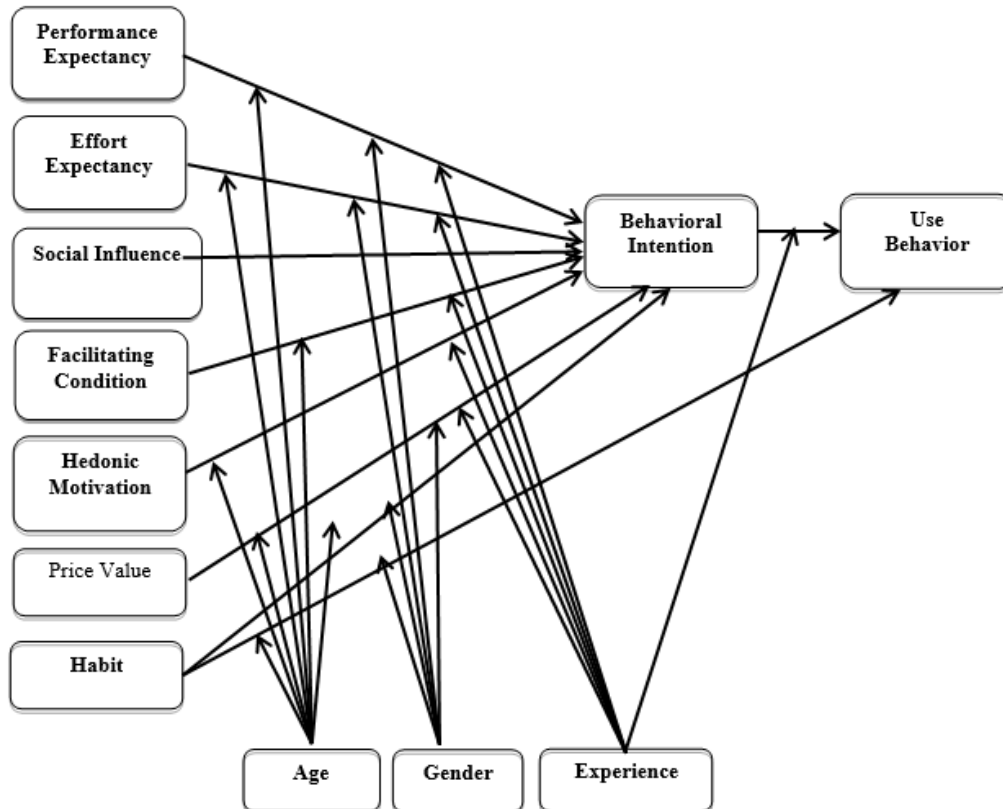 Performance
Expectancy
Effort
Expectancy
Social Influence
Facilitating
Condition
Hedonic
Motivation
Price Value
Habit
Behavioral
Intention
Use
Behavior
Age
Gender
Experience